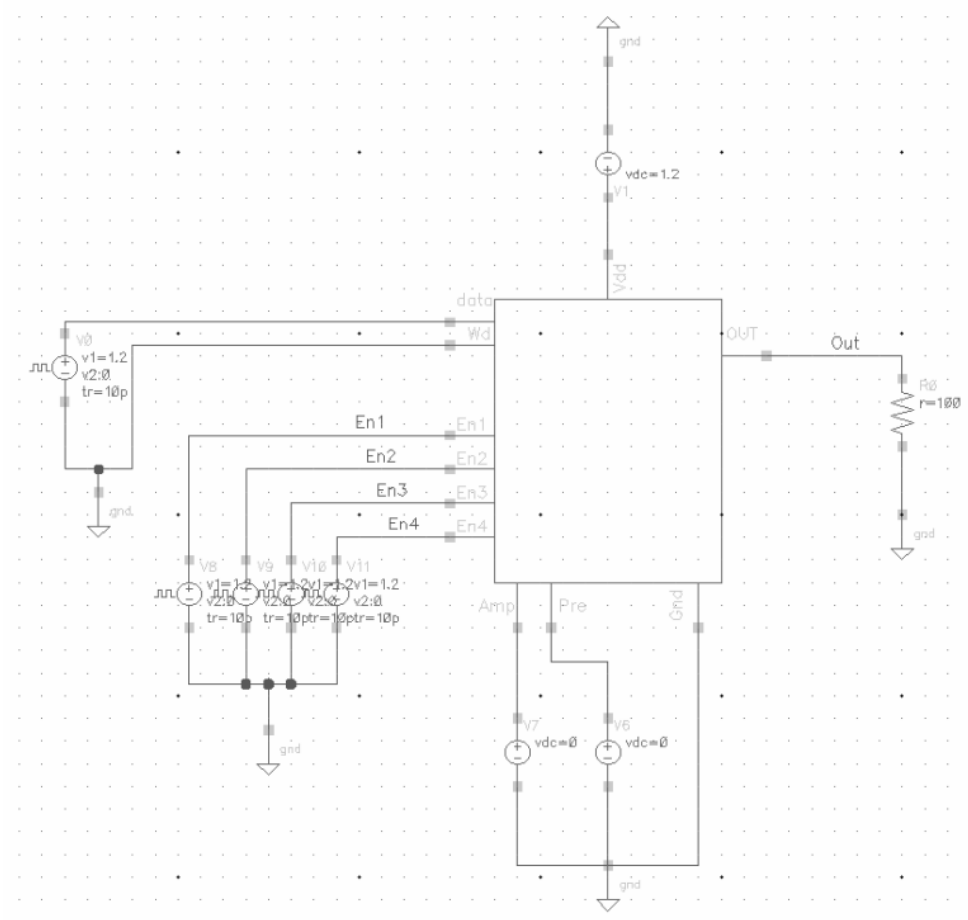 gnd
vdc=1.2
V1
Vdd
data
Wd
V0
v1=1.2
v2:0
tr=10p
OUT
Out
R0
r=100
gnd
En1
En1
En2
En2
En3
En3
En4
En4
gnd
V8
V9
V10
V11
v1=1.2
v1=1.2
v1=1.2
v1=1.2
v2:0
v2:0
v2:0
v2:0
tr=10p
tr=10p
tr=10p
tr=10p
Amp
Pre
Gnd
gnd
V7
vdc=0
V6
vdc=0
gnd